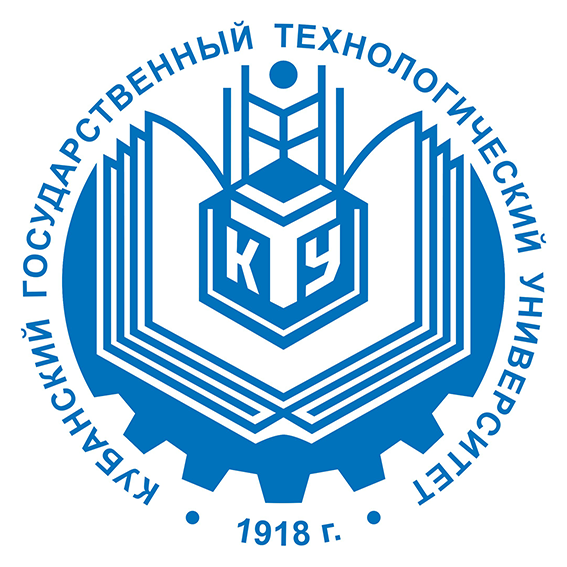 КУБАНСКИЙ ГОСУДАРСТВЕННЫЙ ТЕХНОЛОГИЧЕСКИЙ УНИВЕРСИТЕТ
КТУ
• 1918 г. •